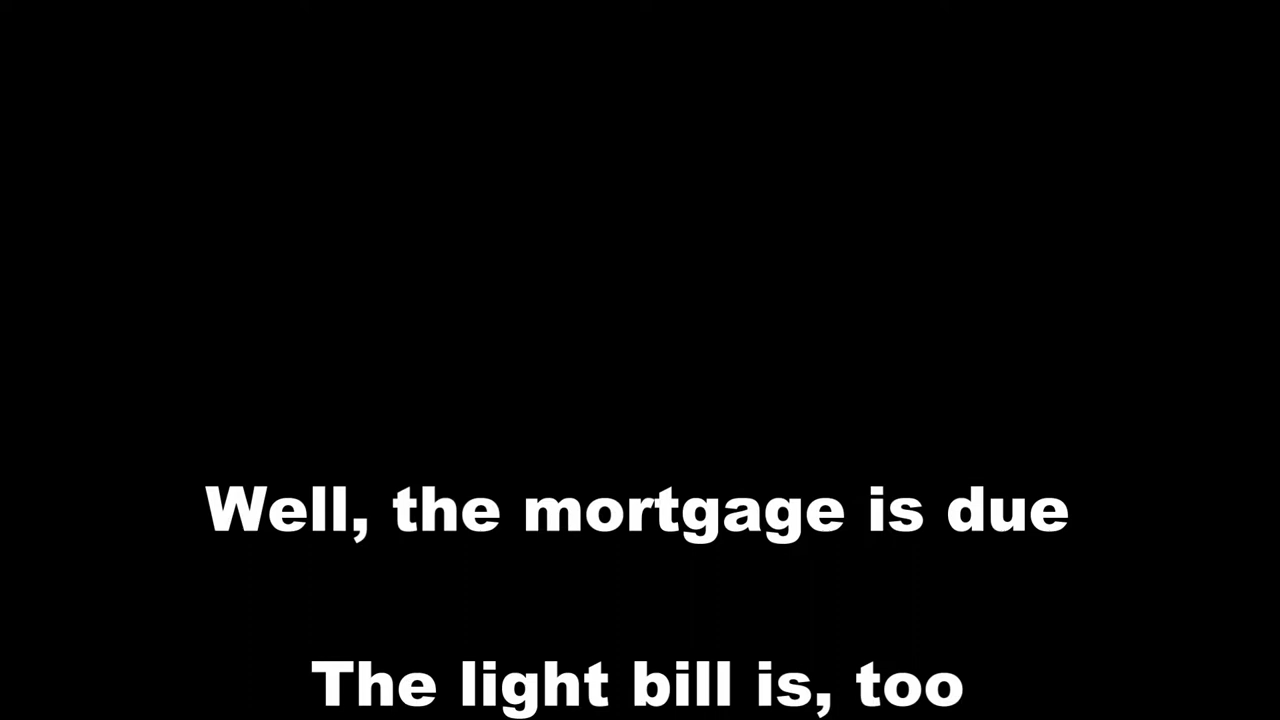 Well, the mortgage is due
The light bill is, too